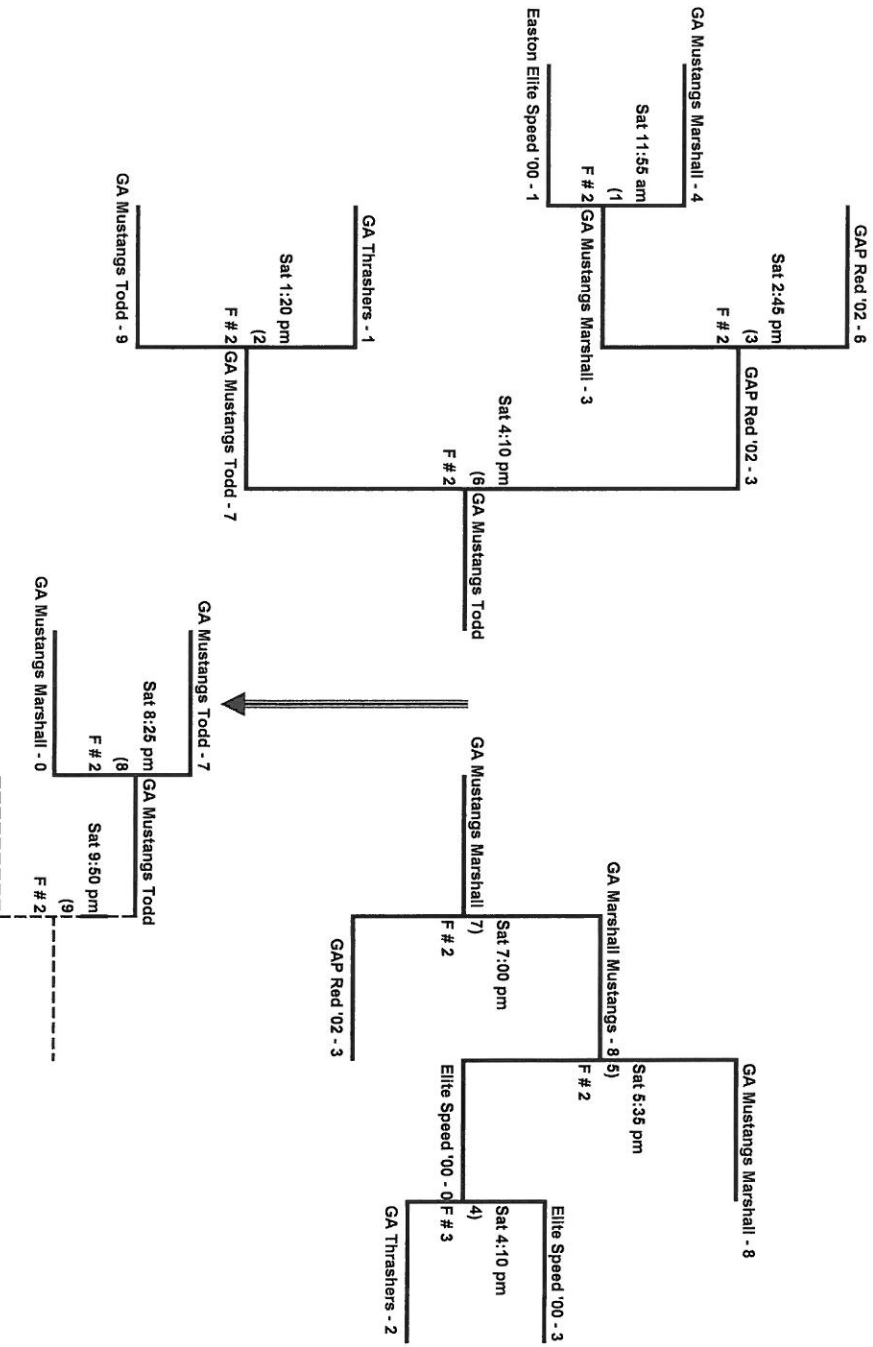 GAP Red '02 - 6
Sat 2:45 pm
(3
F # 2
GAP Red '02 - 3
GA Mustangs Marshall - 4
Sat 11:55 am
(1
F # 2
GA Mustangs Marshall - 3
Easton Elite Speed '00 - 1
Sat 4:10 pm
(6
F # 2
GA Mustangs Todd
GA Thrashers - 1
Sat 1:20 pm
(2
F # 2
GA Mustangs Todd - 7
GA Mustangs Todd - 9
GA Mustangs Marshall - 8
GA Marshall Mustangs - 8
5)
Sat 5:35 pm
F # 2
GA Mustangs Marshall
7)
Sat 7:00 pm
F # 2
Elite Speed '00 - 3
Elite Speed '00 - 0
4)
Sat 4:10 pm
F # 3
GAP Red '02 - 3
GA Thrashers - 2
GA Mustangs Todd - 7
Sat 8:25 pm
(8
F # 2
GA Mustangs Todd
Sat 9:50 pm
(9
F # 2
GA Mustangs Marshall - 0